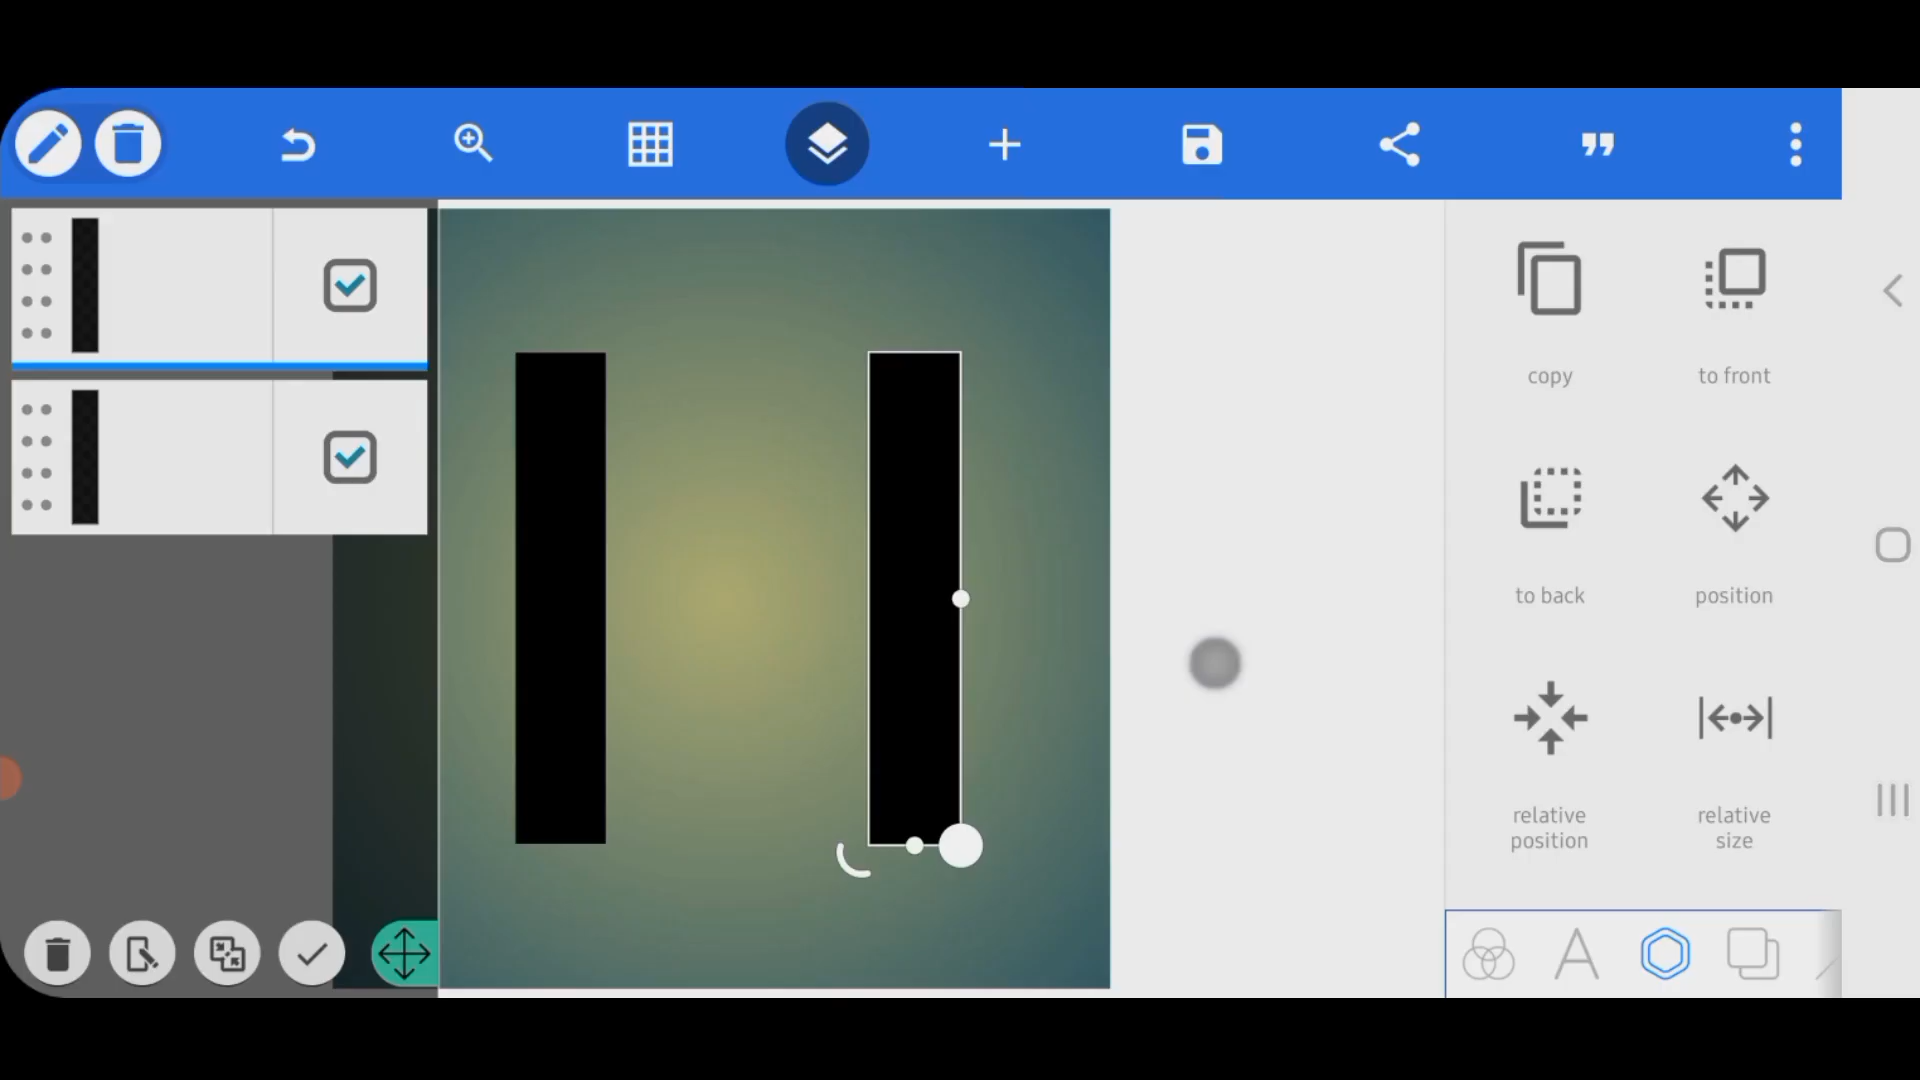 copy
to front
to back
position
relative
position
relative
size